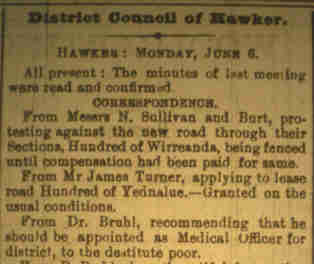 District Council of Hawker.
HAWKER: MONDAY, JUNE 6.
All present: The minutes of last meeting
were read and confirmed.
CORRESPONDENCE.
From Messrs N. Sullivan and Burt, pro-
testing against the new road through their
Sections, Hundred of Wirreanda, being fenced
until compensation had been paid for same.
From Mr James Turner, applying to lease
road Hundred of Yednalue.—Granted on the
usual conditions.
From Dr. Bruhl, recommending that he
should be appointed as Medical Officer for
district, to the destitute poor.